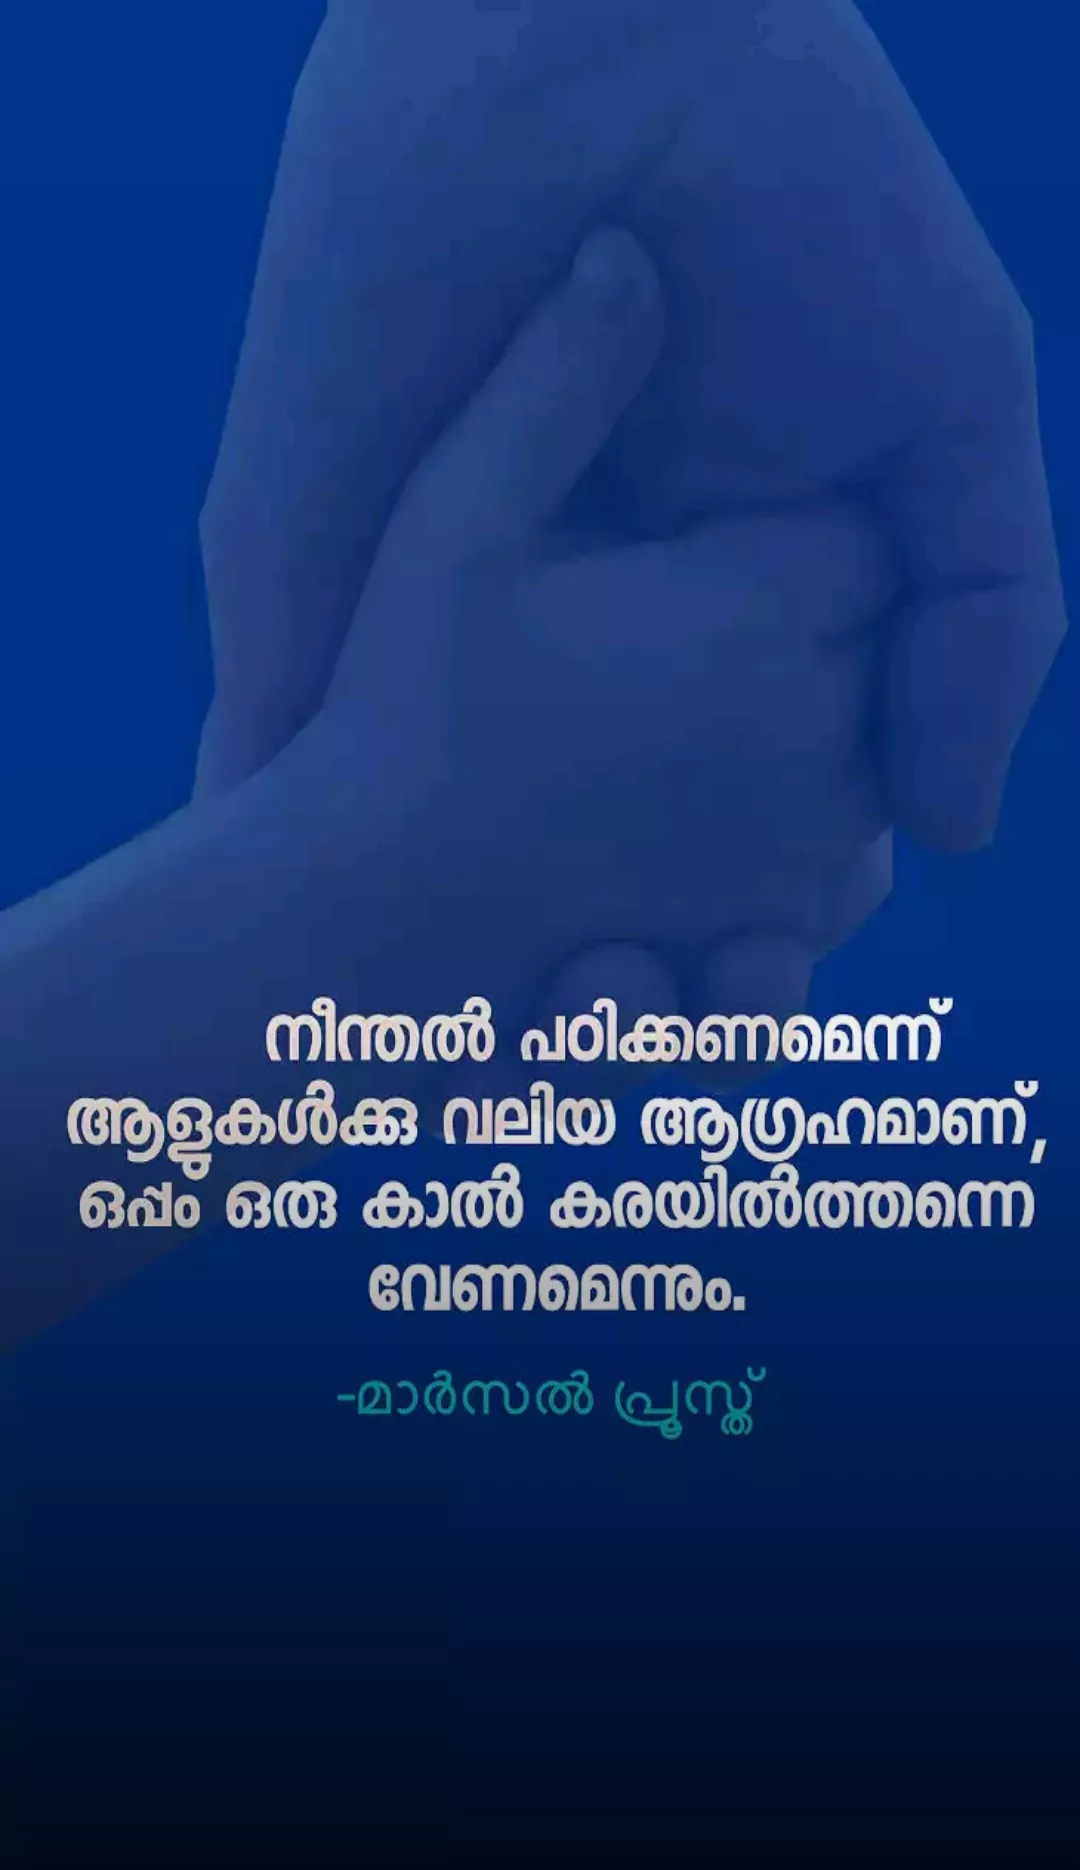 നീന്തൽ പഠിക്കണമെന്ന്
ആളുകൾക്കു വലിയ ആഗ്രഹമാണ്,
ഒപ്പം ഒരു കാൽ കരയിൽത്തന്നെ
വേണമെന്നും.
-മാർസൽ പ്രൂസ്ത്